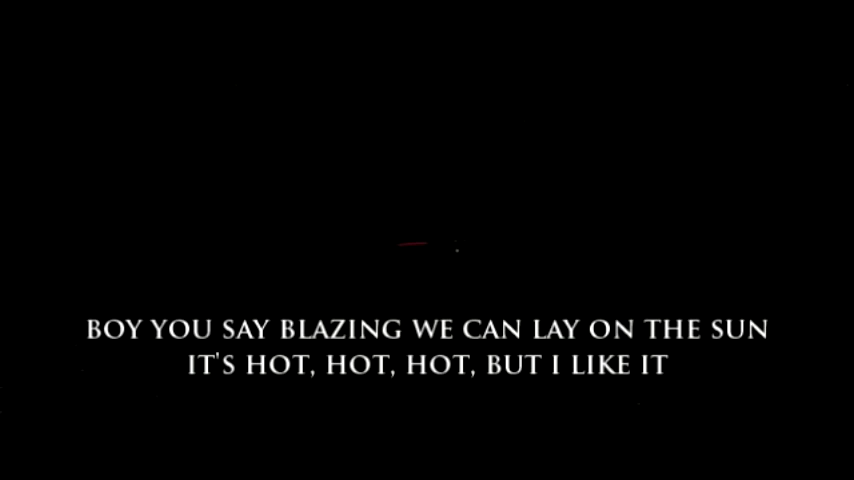 BOY YOU SAY BLAZING WE CAN LAY ON THE SUN
IT'S HOT, HOT, HOT, BUT I LIKE IT